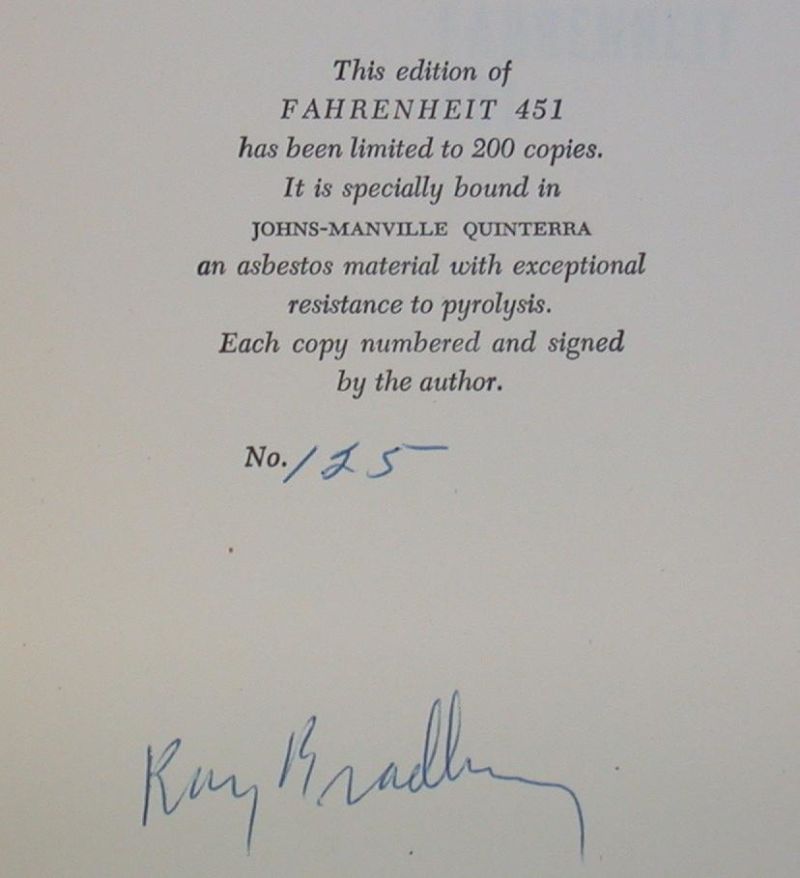 This edition of
FAHRENHEIT 451
has been limited to 200 copies.
It is specially bound in
JOHNS-MANVILLE QUINTERRA
an asbestos material with exceptional
resistance to pyrolysis.
Each copy numbered and signed
by the author.
No. 125
Ray Bradbury